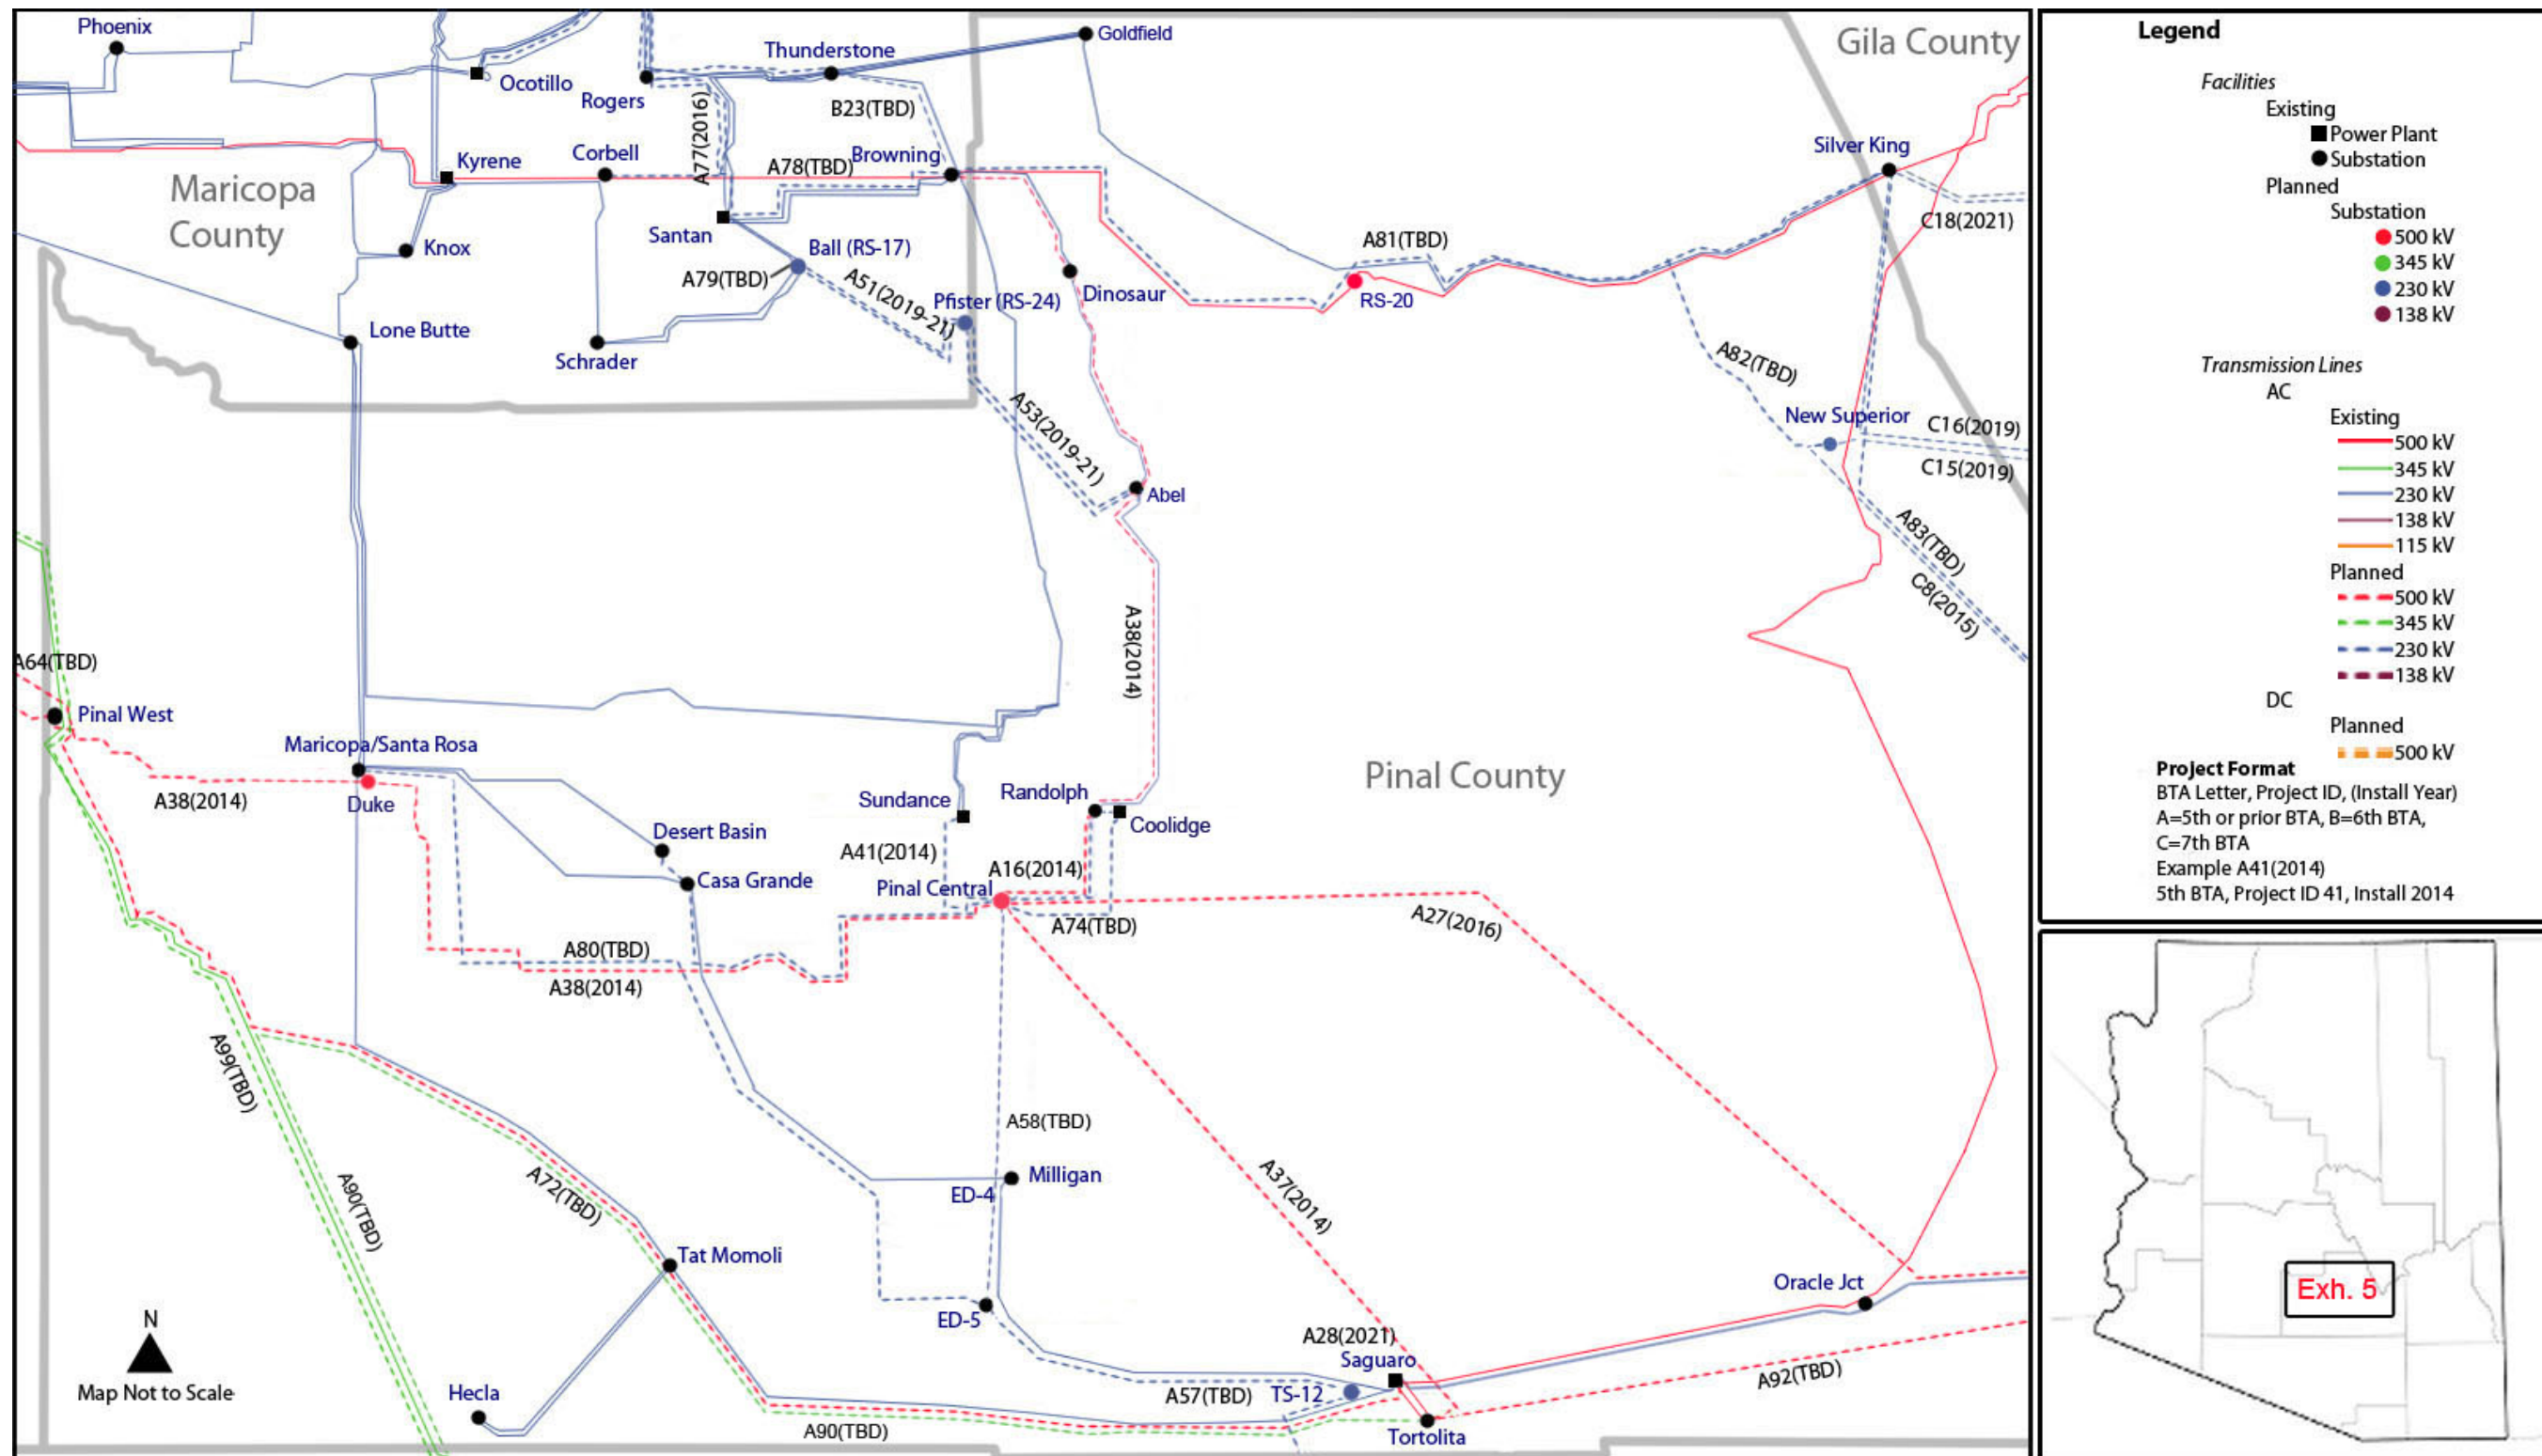 Phoenix
Ocotillo
Rogers
Thunderstone
Goldfield
Gila County
B23(TBD)
A77(2016)
Kyrene
Corbell
A78(TBD)
Browning
Silver King
Maricopa
County
Santan
Knox
Ball (RS-17)
A79(TBD)
A51(2019-21)
Pfister (RS-24)
Dinosaur
A81(TBD)
RS-20
C18(2021)
Lone Butte
Schrader
A82(TBD)
New Superior
C16(2019)
C15(2019)
A53(2019-21)
Abel
A83(TBD)
C8(2015)
A38(2014)
A64(TBD)
Pinal West
Maricopa/Santa Rosa
Duke
A38(2014)
Pinal County
Sundance
Randolph
Coolidge
Desert Basin
Casa Grande
A41(2014)
A16(2014)
Pinal Central
A74(TBD)
A27(2016)
A80(TBD)
A38(2014)
A99(TBD)
A90(TBD)
A72(TBD)
A58(TBD)
Milligan
ED-4
A37(2014)
Tat Momoli
ED-5
Oracle Jct
A28(2021)
Saguaro
TS-12
A57(TBD)
A92(TBD)
Tortolita
A90(TBD)
Hecla
N
Map Not to Scale
Legend
Facilities
Existing
Power Plant
Substation
Planned
Substation
500 kV
345 kV
230 kV
138 kV
Transmission Lines
AC
Existing
500 kV
345 kV
230 kV
138 kV
115 kV
Planned
500 kV
345 kV
230 kV
138 kV
DC
Planned
500 kV
Project Format
BTA Letter, Project ID, (Install Year)
A=5th or prior BTA, B=6th BTA,
C=7th BTA
Example A41(2014)
5th BTA, Project ID 41, Install 2014
Exh. 5